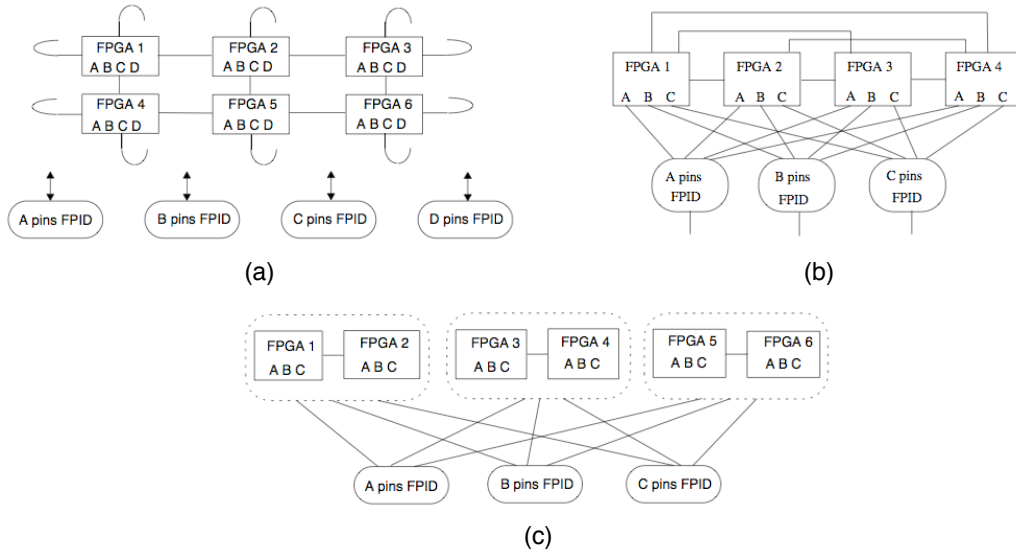 FPGA 1
A B C D
FPGA 2
A B C D
FPGA 3
A B C D
FPGA 4
A B C D
FPGA 5
A B C D
FPGA 6
A B C D
A pins FPID
B pins FPID
C pins FPID
D pins FPID
(a)
FPGA 1
A B C
FPGA 2
A B C
FPGA 3
A B C
FPGA 4
A B C
A pins
FPID
B pins
FPID
C pins
FPID
(b)
FPGA 1
A B C
FPGA 2
A B C
FPGA 3
A B C
FPGA 4
A B C
FPGA 5
A B C
FPGA 6
A B C
A pins FPID
B pins FPID
C pins FPID
(c)